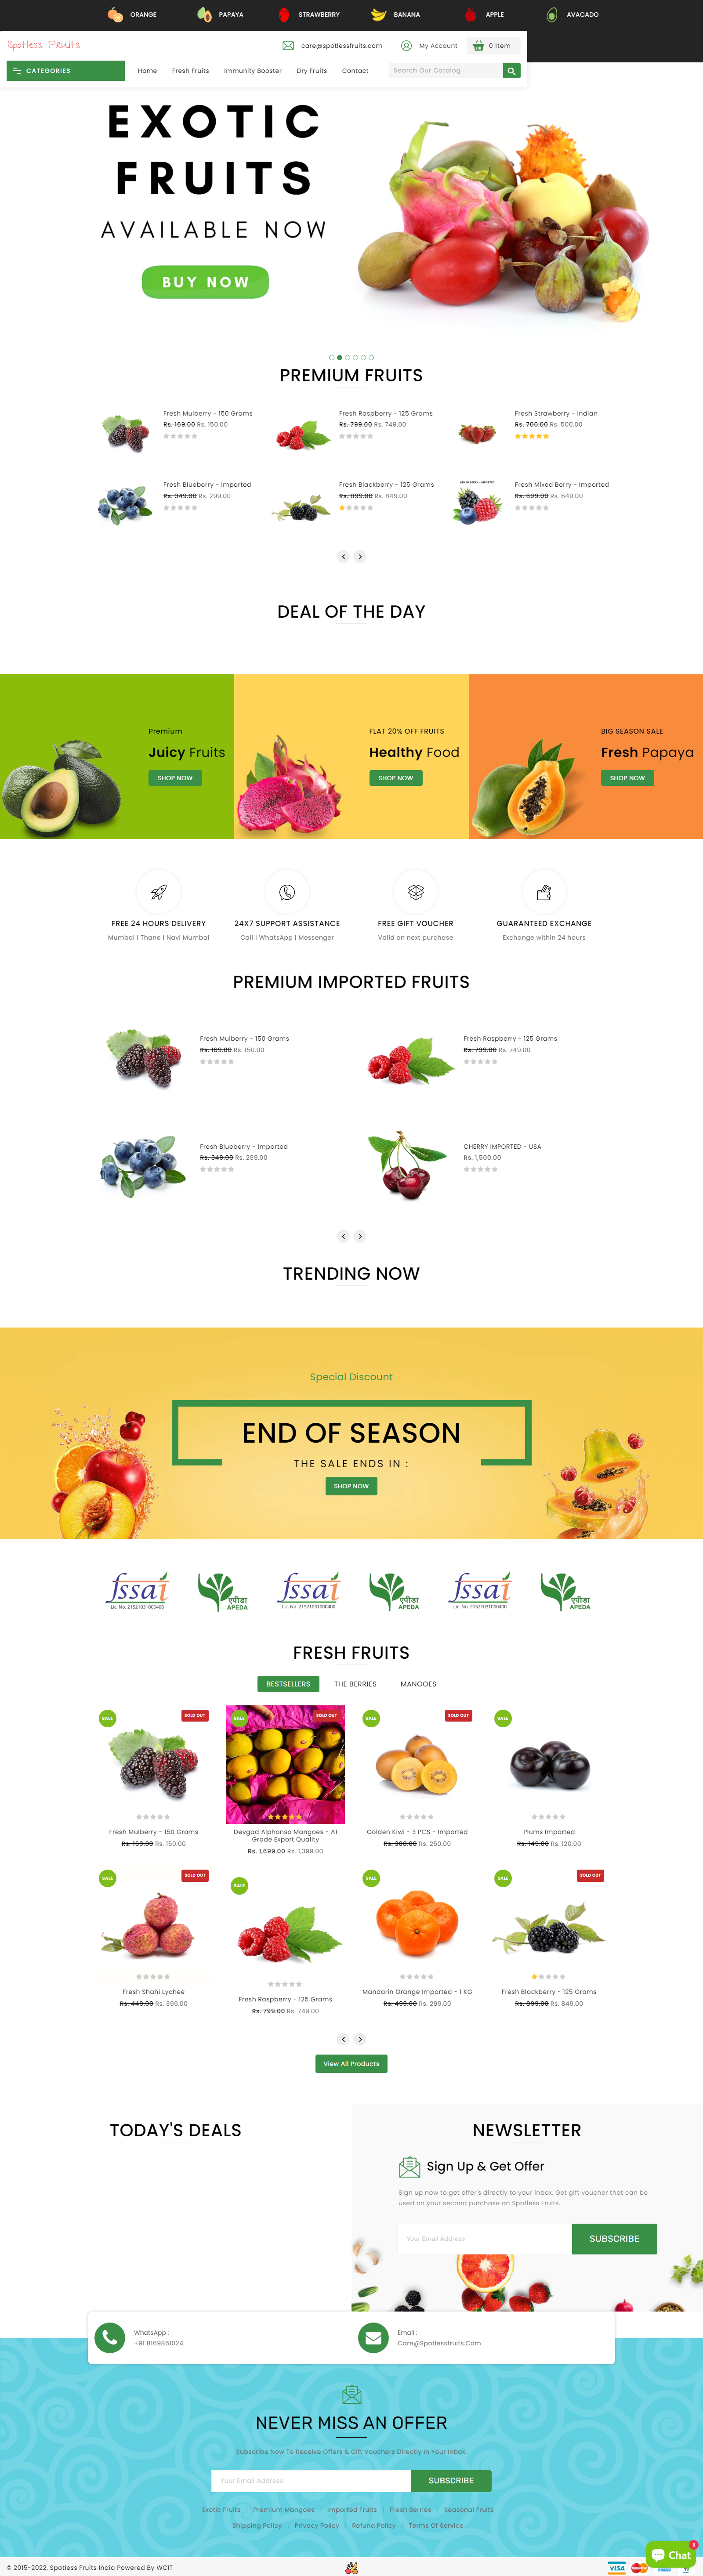 ORANGE PAPAYA STRAWBERRY BANANA APPLE AVACADO
Spotless Fruits care@spotlessfruits.com My Account 0 Item
CATEGORIES Home Fresh Fruits Immunity Booster Dry Fruits Contact Search Our Catalog
EXOTIC
FRUITS
AVAILABLE NOW
BUY NOW
PREMIUM FRUITS
Fresh Mulberry - 150 Grams
Rs. 169.00 Rs. 150.00
Fresh Raspberry - 125 Grams
Rs. 799.00 Rs. 749.00
Fresh Strawberry - Indian
Rs. 700.00 Rs. 500.00
Fresh Blueberry - Imported
Rs. 349.00 Rs. 299.00
Fresh Blackberry - 125 Grams
Rs. 899.00 Rs. 849.00
Fresh Mixed Berry - Imported
Rs. 699.00 Rs. 649.00
DEAL OF THE DAY
Premium
Juicy Fruits
SHOP NOW
FLAT 20% OFF FRUITS
Healthy Food
SHOP NOW
BIG SEASON SALE
Fresh Papaya
SHOP NOW
FREE 24 HOURS DELIVERY
Mumbai | Thane | Navi Mumbai
24X7 SUPPORT ASSISTANCE
Call | WhatsApp | Messenger
FREE GIFT VOUCHER
Valid on next purchase
GUARANTEED EXCHANGE
Exchange within 24 hours
PREMIUM IMPORTED FRUITS
Fresh Mulberry - 150 Grams
Rs. 169.00 Rs. 150.00
Fresh Raspberry - 125 Grams
Rs. 799.00 Rs. 749.00
Fresh Blueberry - Imported
Rs. 349.00 Rs. 299.00
CHERRY IMPORTED - USA
Rs. 1,500.00
TRENDING NOW
Special Discount
END OF SEASON
THE SALE ENDS IN :
SHOP NOW
fssai
Lic. No. 21521031000400
एपीडा
APEDA
fssai
Lic. No. 21521031000400
एपीडा
APEDA
fssai
Lic. No. 21521031000400
एपीडा
APEDA
FRESH FRUITS
BESTSELLERS THE BERRIES MANGOES
SALE SOLD OUT
Fresh Mulberry - 150 Grams
Rs. 169.00 Rs. 150.00
SALE SOLD OUT
Devgad Alphonso Mangoes - A1
Grade Export Quality
Rs. 1,699.00 Rs. 1,399.00
SALE SOLD OUT
Golden Kiwi - 3 PCS - Imported
Rs. 300.00 Rs. 250.00
SALE
Plums Imported
Rs. 149.00 Rs. 120.00
SALE SOLD OUT
Fresh Shahi Lychee
Rs. 449.00 Rs. 399.00
SALE
Fresh Raspberry - 125 Grams
Rs. 799.00 Rs. 749.00
SALE
Mandarin Orange Imported - 1 KG
Rs. 499.00 Rs. 299.00
SALE SOLD OUT
Fresh Blackberry - 125 Grams
Rs. 899.00 Rs. 849.00
View All Products
TODAY'S DEALS
NEWSLETTER
Sign Up & Get Offer
Sign up now to get offer's directly to your inbox. Get gift voucher that can be
used on your second purchase on Spotless Fruits.
Your Email Address SUBSCRIBE
WhatsApp :
+91 8169861024
Email :
Care@Spotlessfruits.Com
NEVER MISS AN OFFER
Subscribe Now To Receive Offers & Gift Vouchers Directly In Your Inbox
Your Email Address SUBSCRIBE
Exotic Fruits Premium Mangoes Imported Fruits Fresh Berries Seasonal Fruits
Shipping Policy Privacy Policy Refund Policy Terms Of Service
© 2015-2022, Spotless Fruits India Powered By WCIT
VISA
Chat
1